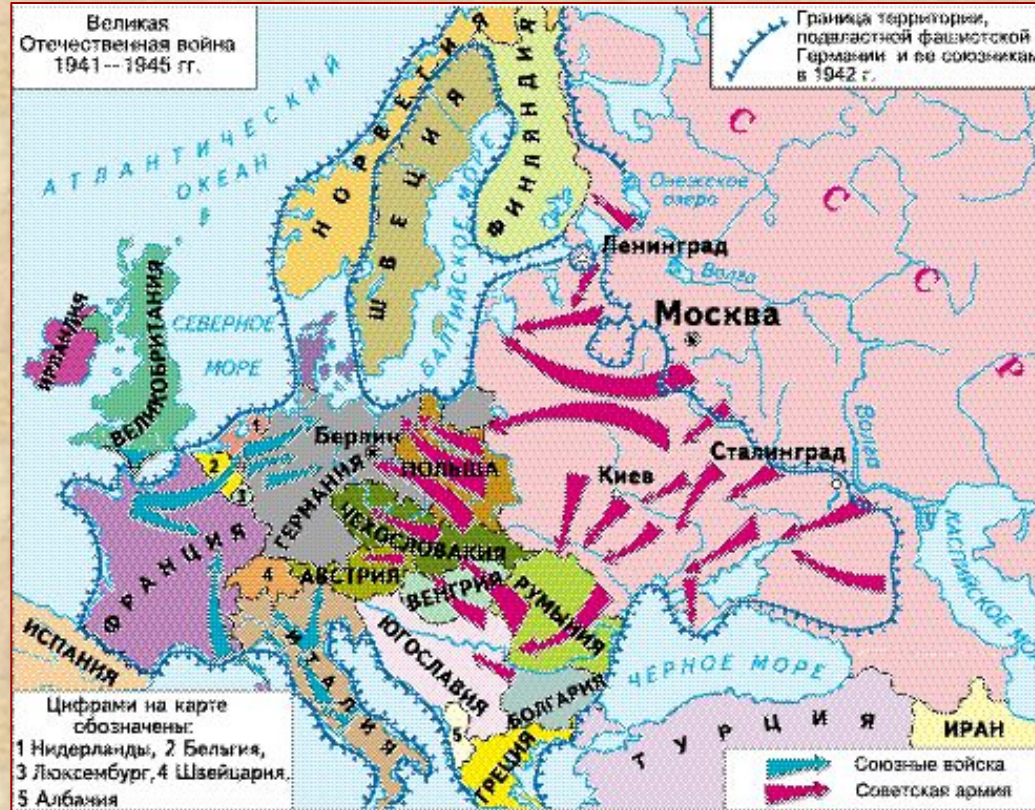 Великая
Отечественная война
1941--1945 гг.
Граница территории,
подвластной фашистской
Германии и ее союзникам
в 1942 г.
АТЛАНТИЧЕСКИЙ
ОКЕАН
НОРВЕГИЯ
ШВЕЦИЯ
ФИНЛЯНДИЯ
БАЛТИЙСКОЕ МОРЕ
С С С Р
Онежское
озеро
Ленинград
Волга
Москва
ИРЛАНДИЯ
ВЕЛИКОБРИТАНИЯ
СЕВЕРНОЕ
МОРЕ
1
2
3
Берлин
ГЕРМАНИЯ
ПОЛЬША
Киев
Сталинград
Волга
КАСПИЙСКОЕ МО
ЧЕХОСЛОВАКИЯ
ФРАНЦИЯ
4
АВСТРИЯ
ВЕНГРИЯ
РУМЫНИЯ
ИСПАНИЯ
ИТАЛИЯ
ЮГОСЛАВИЯ
БОЛГАРИЯ
ЧЕРНОЕ МОРЕ
5
ГРЕЦИЯ
ТУРЦИЯ
ИРАН
Цифрами на карте
обозначены:
1 Нидерланды, 2 Бельгия,
3 Люксембург, 4 Швейцария,
5 Албания
Союзные войска
Советская армия